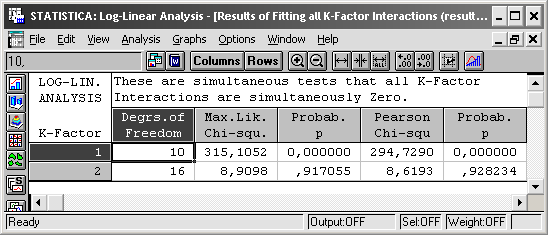 STATISTICA: Log-Linear Analysis - [Results of Fitting all K-Factor Interactions (resultt...
File Edit View Analysis Graphs Options Window Help
10,
Columns Rows
LOG-LIN. ANALYSIS
These are simultaneous tests that all K-Factor
Interactions are simultaneously Zero.
K-Factor Degrs.of Freedom Max.Lik. Chi-squ. Probab. p Pearson Chi-squ Probab. p
1 10 315,1052 0,000000 294,7290 0,000000
2 16 8,9098 ,917055 8,6193 ,928234
Ready Output:OFF Sel:OFF Weight:OFF